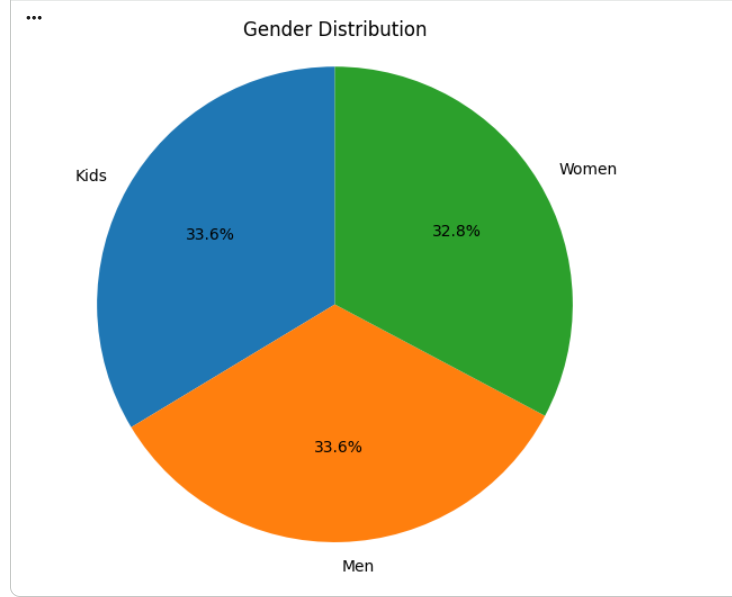 Gender Distribution
Kids
Women
33.6%
32.8%
33.6%
Men